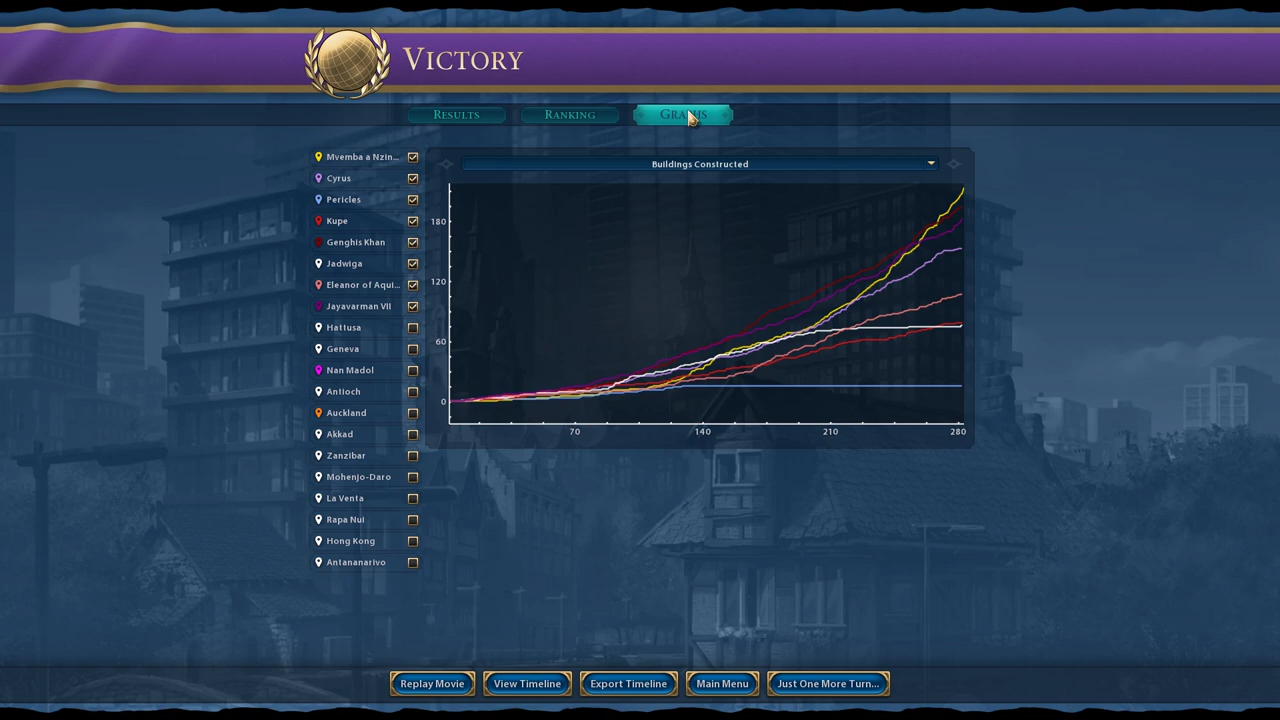 VICTORY
RESULTS
RANKING
GRAPHS
Mvemba a Nzin...
Cyrus
Pericles
Kupe
Genghis Khan
Jadwiga
Eleanor of Aqui...
Jayavarman VII
Hattusa
Geneva
Nan Madol
Antioch
Auckland
Akkad
Zanzibar
Mohenjo-Daro
La Venta
Rapa Nui
Hong Kong
Antananarivo
Buildings Constructed
180
120
60
0
70
140
210
280
Replay Movie
View Timeline
Export Timeline
Main Menu
Just One More Turn...